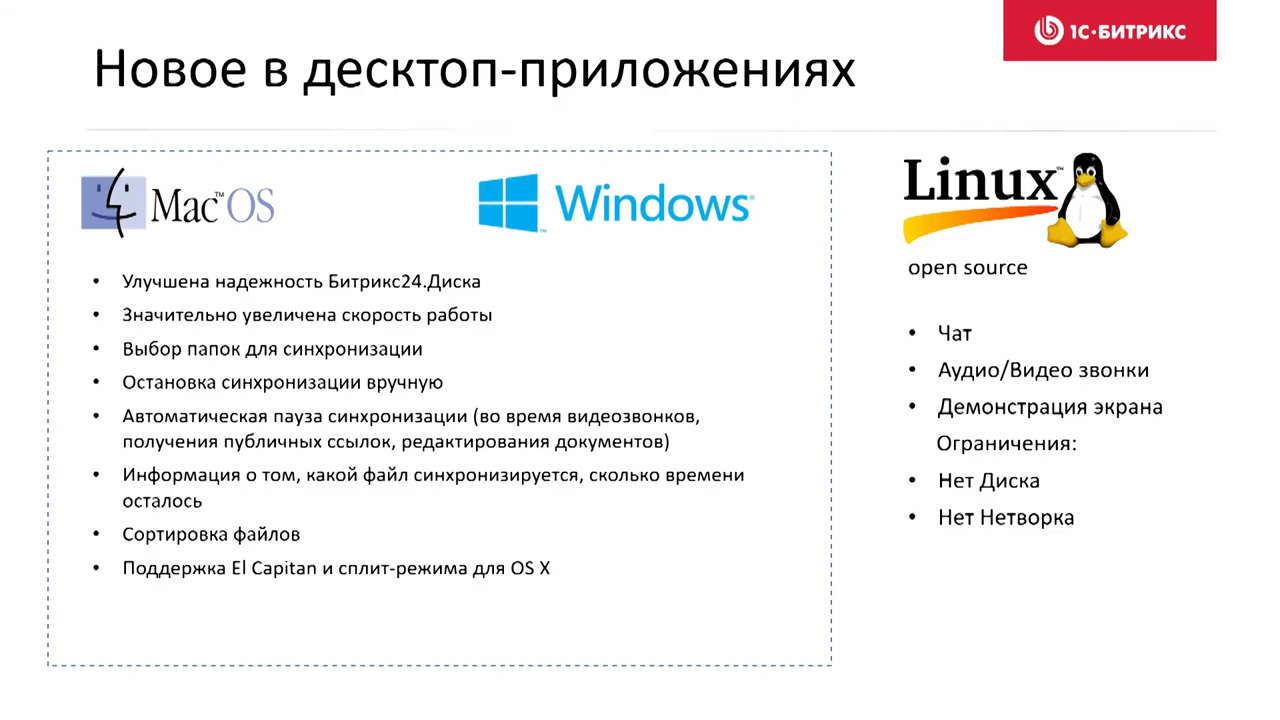 1С·БИТРИКС
Новое в десктоп-приложениях
Mac™OS
Windows®
• Улучшена надежность Битрикс24.Диска
• Значительно увеличена скорость работы
• Выбор папок для синхронизации
• Остановка синхронизации вручную
• Автоматическая пауза синхронизации (во время видеозвонков,
получения публичных ссылок, редактирования документов)
• Информация о том, какой файл синхронизируется, сколько времени
осталось
• Сортировка файлов
• Поддержка El Capitan и сплит-режима для OS X
Linux™
open source
• Чат
• Аудио/Видео звонки
• Демонстрация экрана
Ограничения:
• Нет Диска
• Нет Нетворка